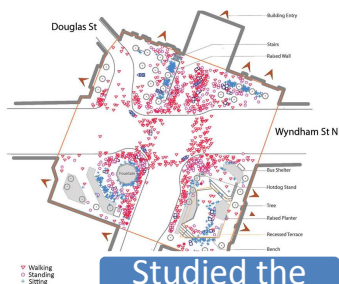 Douglas St
Building Entry
Stairs
Raised Wall
Wyndham St N
Bus Shelter
Fountain
Hotdog Stand
Tree
Raised Planter
Recessed Terrace
Bench
Walking
Standing
Sitting
Studied the